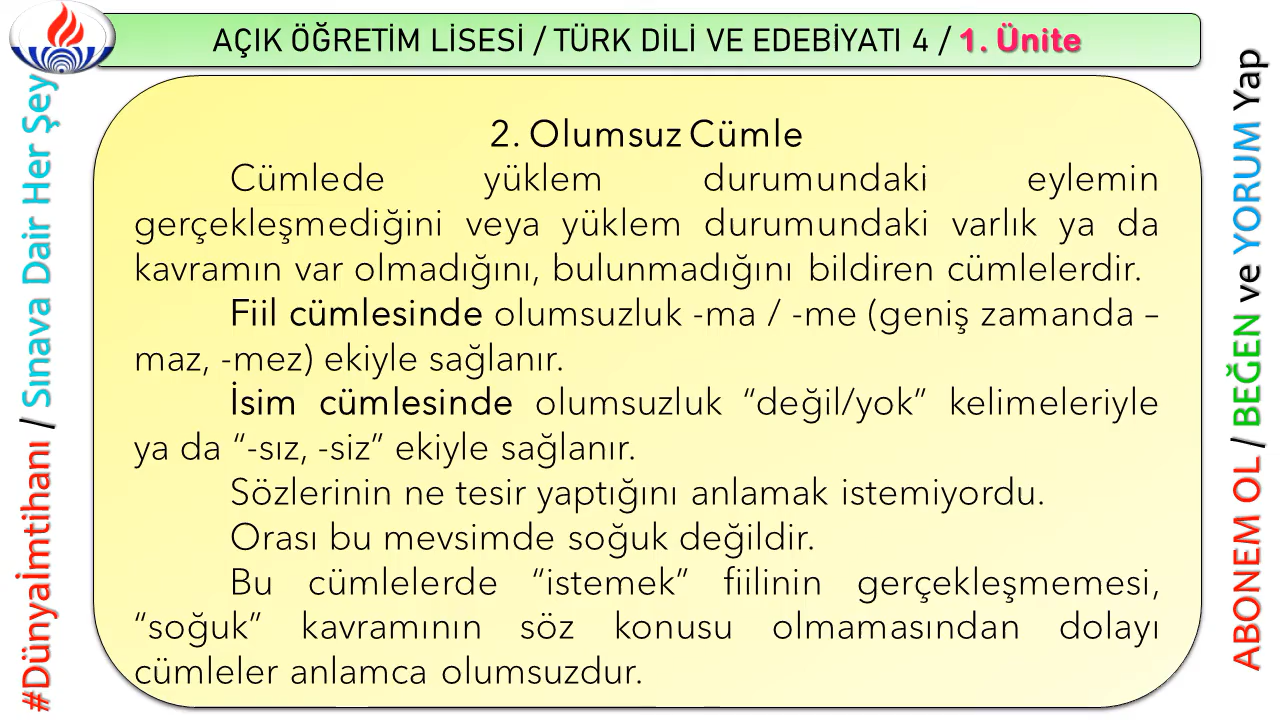 AÇIK ÖĞRETİM LİSESİ / TÜRK DİLİ VE EDEBİYATI 4 / 1. Ünite
#Dünyaİmtihanı / Sınava Dair Her Şey
2. Olumsuz Cümle
Cümlede yüklem durumundaki eylemin
gerçekleşmediğini veya yüklem durumundaki varlık ya da
kavramın var olmadığını, bulunmadığını bildiren cümlelerdir.
Fiil cümlesinde olumsuzluk -ma / -me (geniş zamanda –
maz, -mez) ekiyle sağlanır.
İsim cümlesinde olumsuzluk “değil/yok” kelimeleriyle
ya da “-sız, -siz” ekiyle sağlanır.
Sözlerinin ne tesir yaptığını anlamak istemiyordu.
Orası bu mevsimde soğuk değildir.
Bu cümlelerde “istemek” fiilinin gerçekleşmemesi,
“soğuk” kavramının söz konusu olmamasından dolayı
cümleler anlamca olumsuzdur.
ABONEM OL / BEĞEN ve YORUM Yap